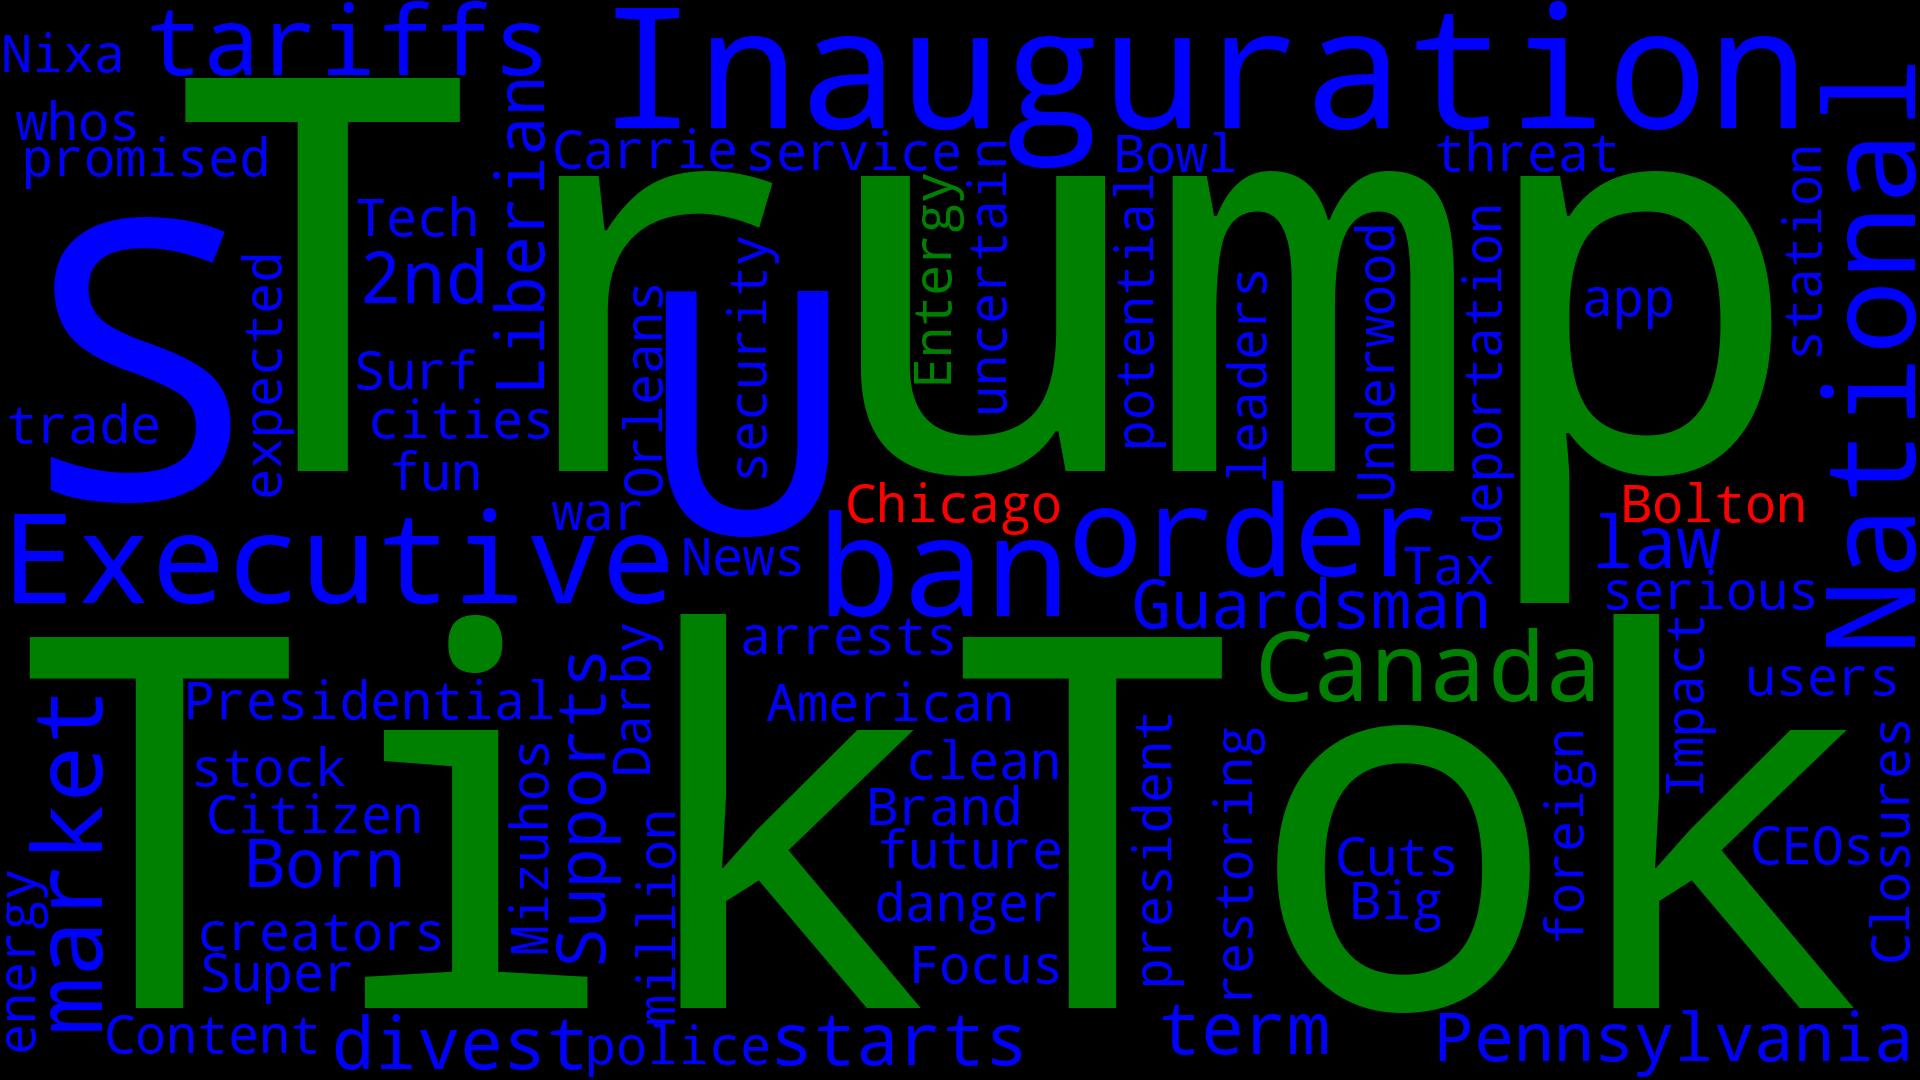 Nixa
tariffs
Inauguration
whos
promised
Trump
Liberians
Carrie
service
Bowl
threat
National
station
Tech
2nd
S
U
expected
trade
Surf
cities
fun
Orleans
security
Entergy
uncertain
potential
leaders
Underwood
deportation
app
war
Chicago
Bolton
Executive
News
ban
order
Tax
law
serious
Guardsman
TikTok
arrests
Canada
Impact
users
Darby
Supports
Presidential
American
market
stock
Citizen
Born
Mizuhos
million
clean
Brand
future
danger
Focus
president
restoring
Cuts
Big
foreign
CEOs
Closures
creators
Super
energy
Content
divest
police
starts
term
Pennsylvania